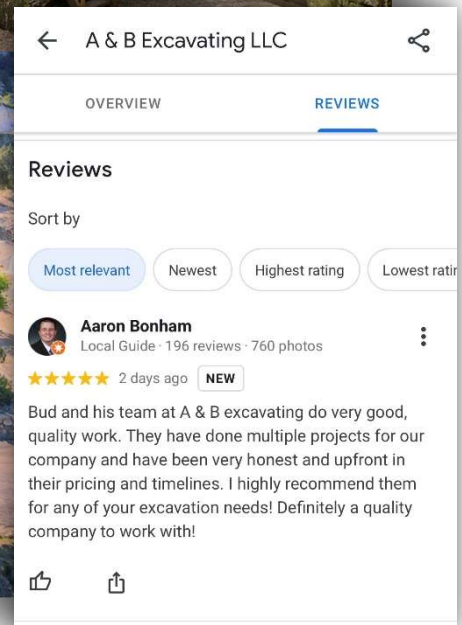 A & B Excavating LLC
OVERVIEW
REVIEWS
Reviews
Sort by
Most relevant
Newest
Highest rating
Lowest ratin
Aaron Bonham
Local Guide · 196 reviews · 760 photos
2 days ago NEW
Bud and his team at A & B excavating do very good,
quality work. They have done multiple projects for our
company and have been very honest and upfront in
their pricing and timelines. I highly recommend them
for any of your excavation needs! Definitely a quality
company to work with!